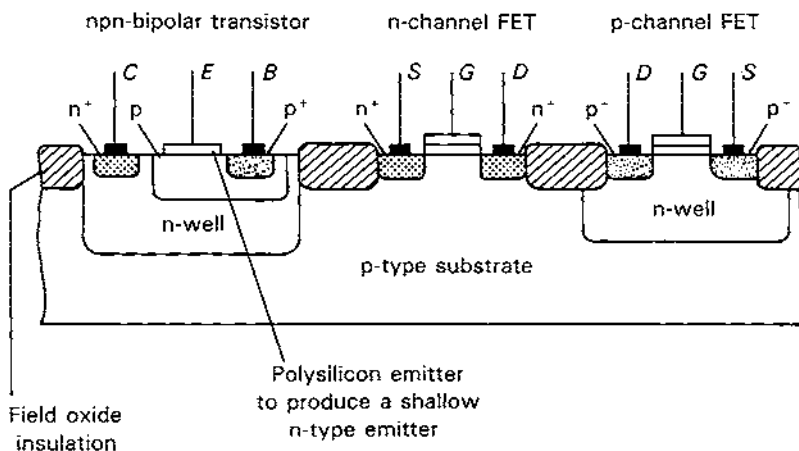 npn-bipolar transistor n-channel FET p-channel FET
C E B S G D D G S
n+ p p+ n+ n+ p+ p+
n-well n-well
p-type substrate
Polysilicon emitter
to produce a shallow
n-type emitter
Field oxide
insulation